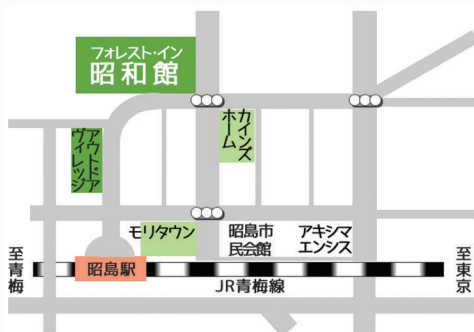 フォレスト・イン
昭和館
カインズ
ホーム
アウトドア
ヴィレッジ
モリタウン
昭島市
民会館
アキシマ
エンシス
至青梅
昭島駅
JR青梅線
至東京